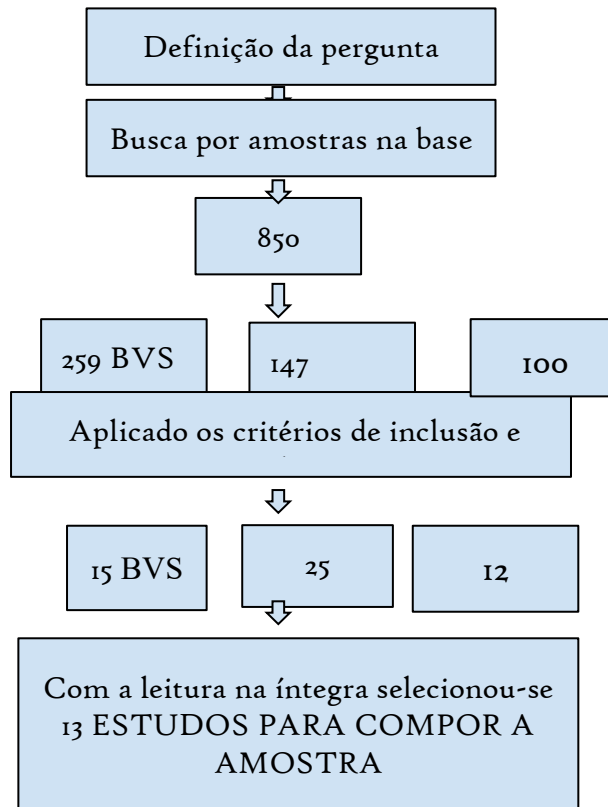 Definição da pergunta
Busca por amostras na base
850
259 BVS
147
100
Aplicado os critérios de inclusão e
15 BVS
25
12
Com a leitura na íntegra selecionou-se
13 ESTUDOS PARA COMPOR A
AMOSTRA